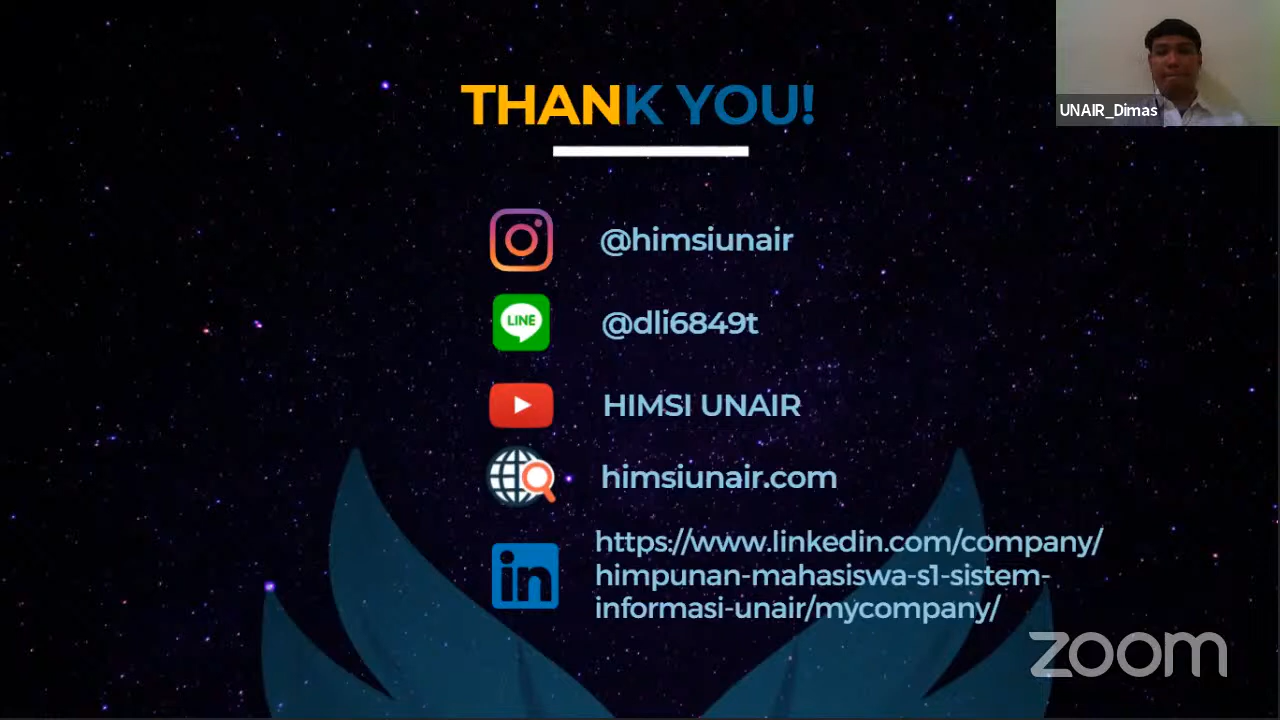 THANK YOU!
UNAIR_Dimas
@himsiunair
LINE
@dli6849t
HIMSI UNAIR
himsiunair.com
in
https://www.linkedin.com/company/
himpunan-mahasiswa-s1-sistem-
informasi-unair/mycompany/
zoom